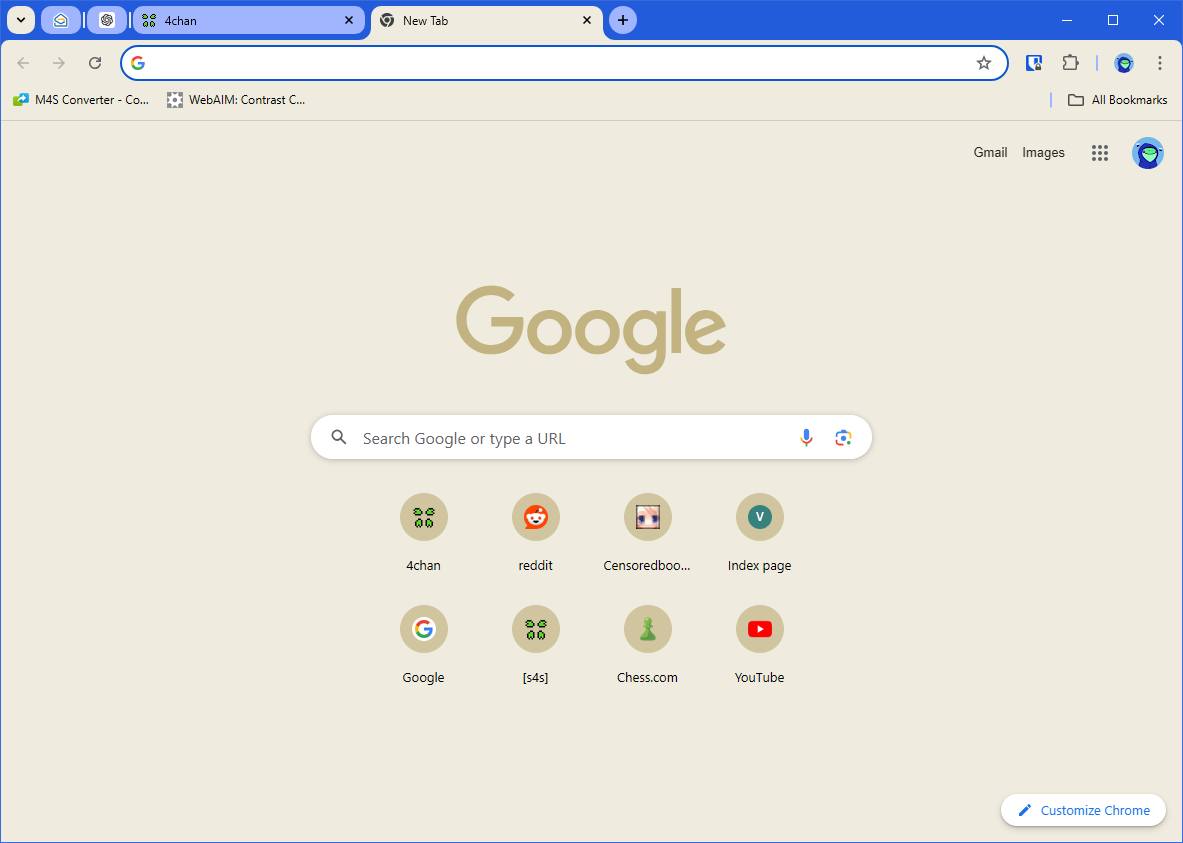 4chan
New Tab
M4S Converter - Co...
WebAIM: Contrast C...
All Bookmarks
Gmail
Images
Google
Search Google or type a URL
4chan
reddit
Censoredboo...
V
Index page
Google
[s4s]
Chess.com
YouTube
Customize Chrome